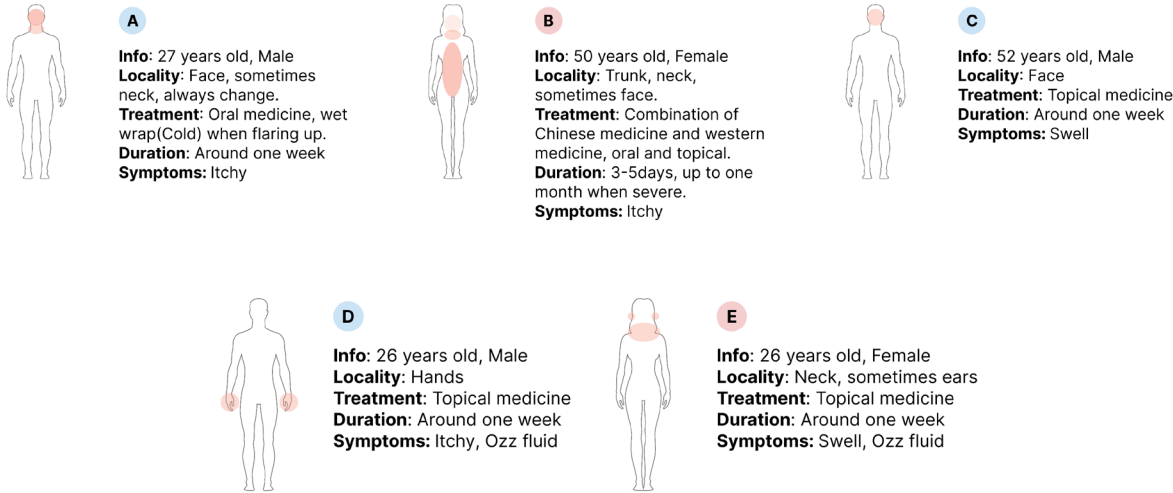 A
Info: 27 years old, Male
Locality: Face, sometimes
neck, always change.
Treatment: Oral medicine, wet
wrap(Cold) when flaring up.
Duration: Around one week
Symptoms: Itchy
B
Info: 50 years old, Female
Locality: Trunk, neck,
sometimes face.
Treatment: Combination of
Chinese medicine and western
medicine, oral and topical.
Duration: 3-5days, up to one
month when severe.
Symptoms: Itchy
C
Info: 52 years old, Male
Locality: Face
Treatment: Topical medicine
Duration: Around one week
Symptoms: Swell
D
Info: 26 years old, Male
Locality: Hands
Treatment: Topical medicine
Duration: Around one week
Symptoms: Itchy, Ozz fluid
E
Info: 26 years old, Female
Locality: Neck, sometimes ears
Treatment: Topical medicine
Duration: Around one week
Symptoms: Swell, Ozz fluid